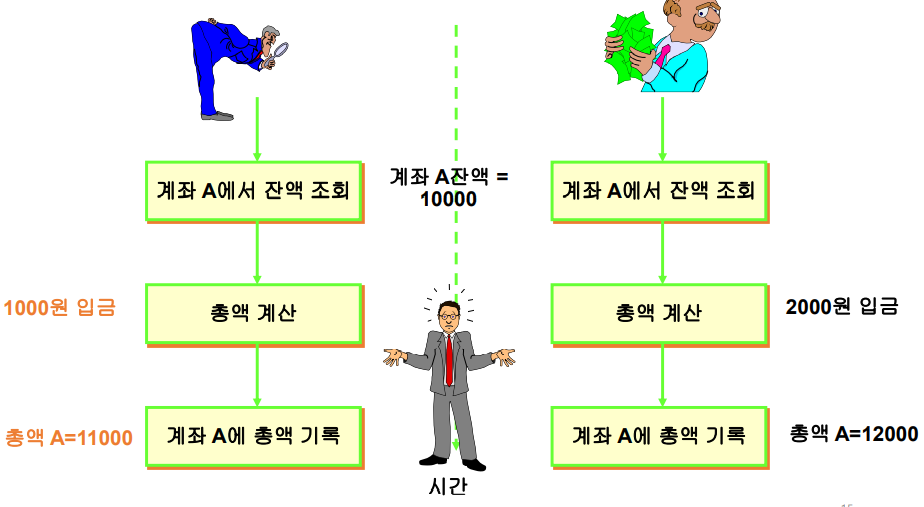 계좌 A에서 잔액 조회
계좌 A잔액 =
10000
계좌 A에서 잔액 조회
1000원 입금
총액 계산
총액 계산
2000원 입금
총액 A=11000
계좌 A에 총액 기록
계좌 A에 총액 기록
총액 A=12000
시간